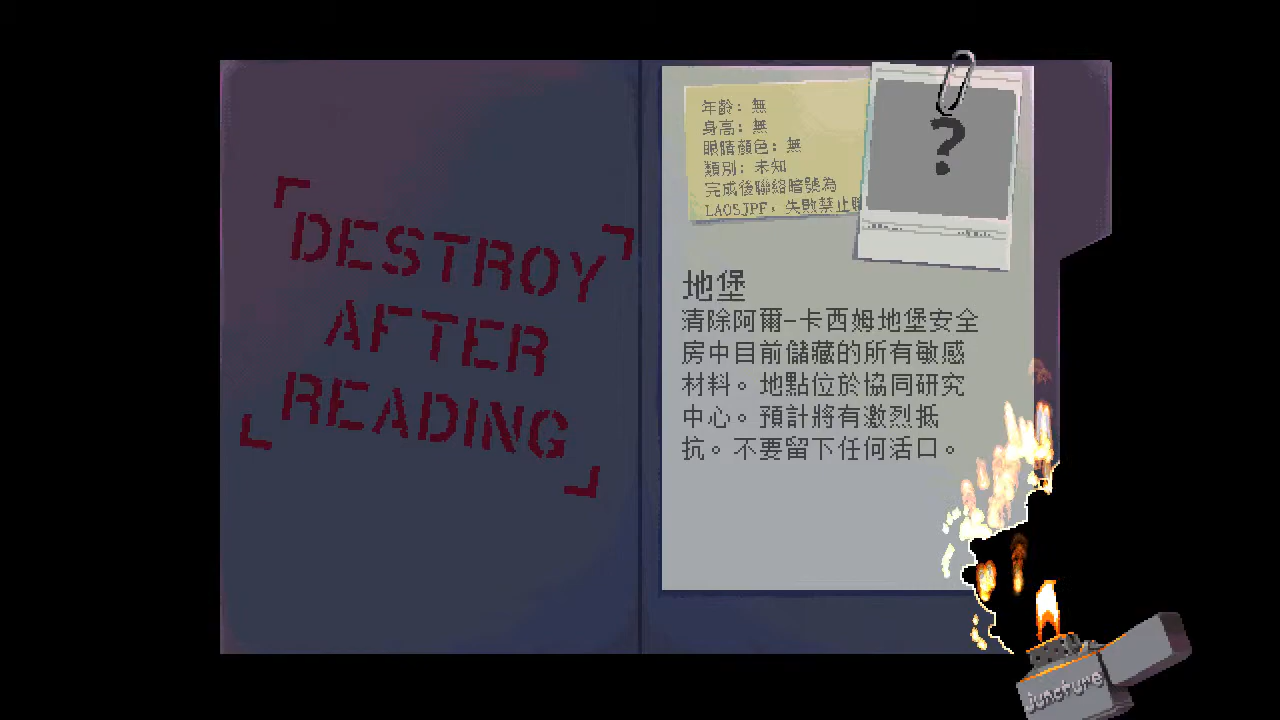 DESTROY
AFTER
READING
年齡: 無
身高: 無
眼睛顏色: 無
類別: 未知
完成後聯絡暗號為
LAOSJPF, 失敗禁止
地堡
清除阿爾-卡西姆地堡安全
房中目前儲藏的所有敏感
材料。地點位於協同研究
中心。預計將有激烈抵
抗。不要留下任何活口。
Juncture